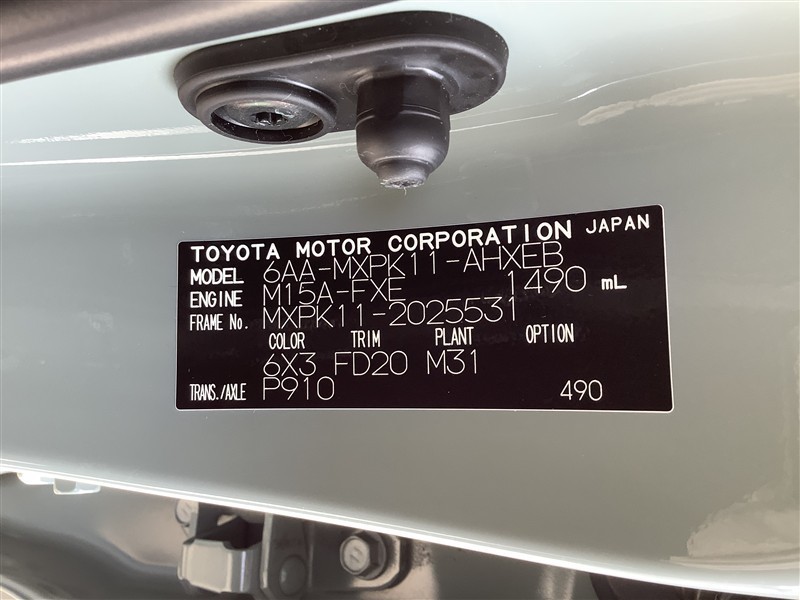 TOYOTA MOTOR CORPORATION JAPAN
MODEL 6AA-MXPK11-AHXEB
ENGINE M15A-FXE 1490 mL
FRAME No. MXPK11-2025531
COLOR TRIM PLANT OPTION
6X3 FD20 M31
TRANS./AXLE P910 490